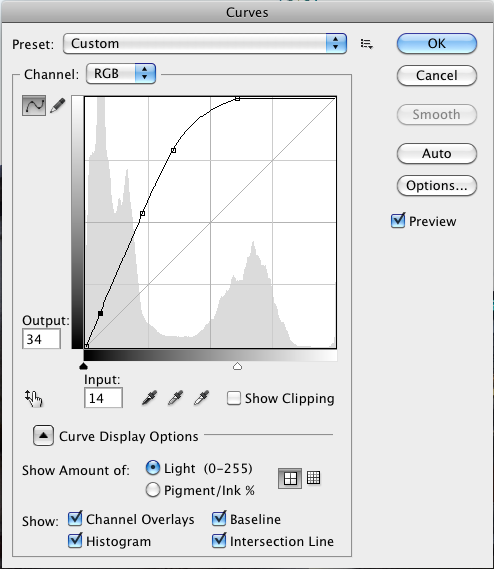 Curves
Preset: Custom
OK
Channel: RGB
Cancel
Smooth
Auto
Options...
Preview
Output:
34
Input:
14
Show Clipping
Curve Display Options
Show Amount of: Light (0-255)
Pigment/Ink %
Show: Channel Overlays Baseline
Histogram Intersection Line